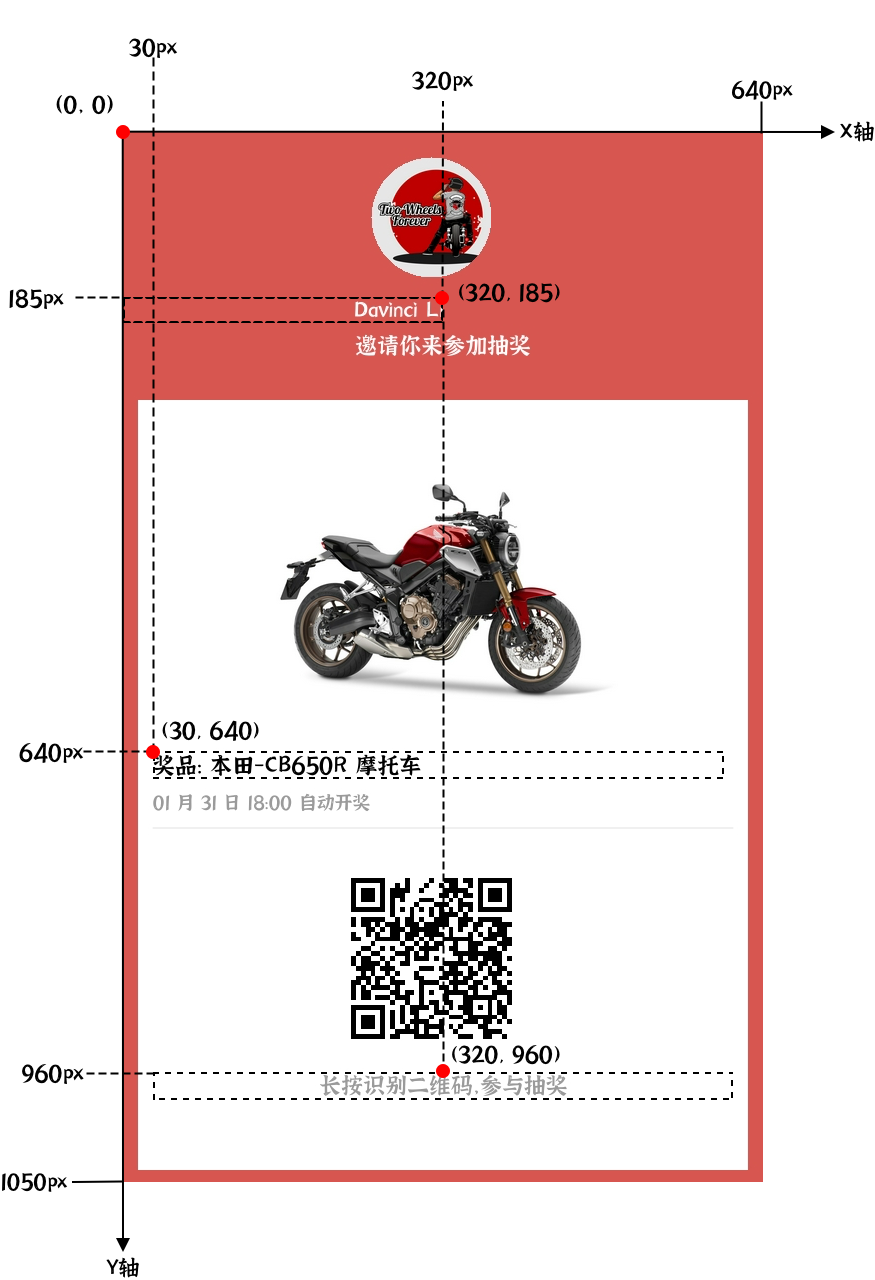 30px
320px
640px
(0, 0)
X轴
Two-Wheels
Forever
185px
(320, 185)
Davinci L
邀请你来参加抽奖
(30, 640)
640px
奖品: 本田-CB650R 摩托车
01 月 31 日 18:00 自动开奖
(320, 960)
960px
长按识别二维码,参与抽奖
1050px
Y轴